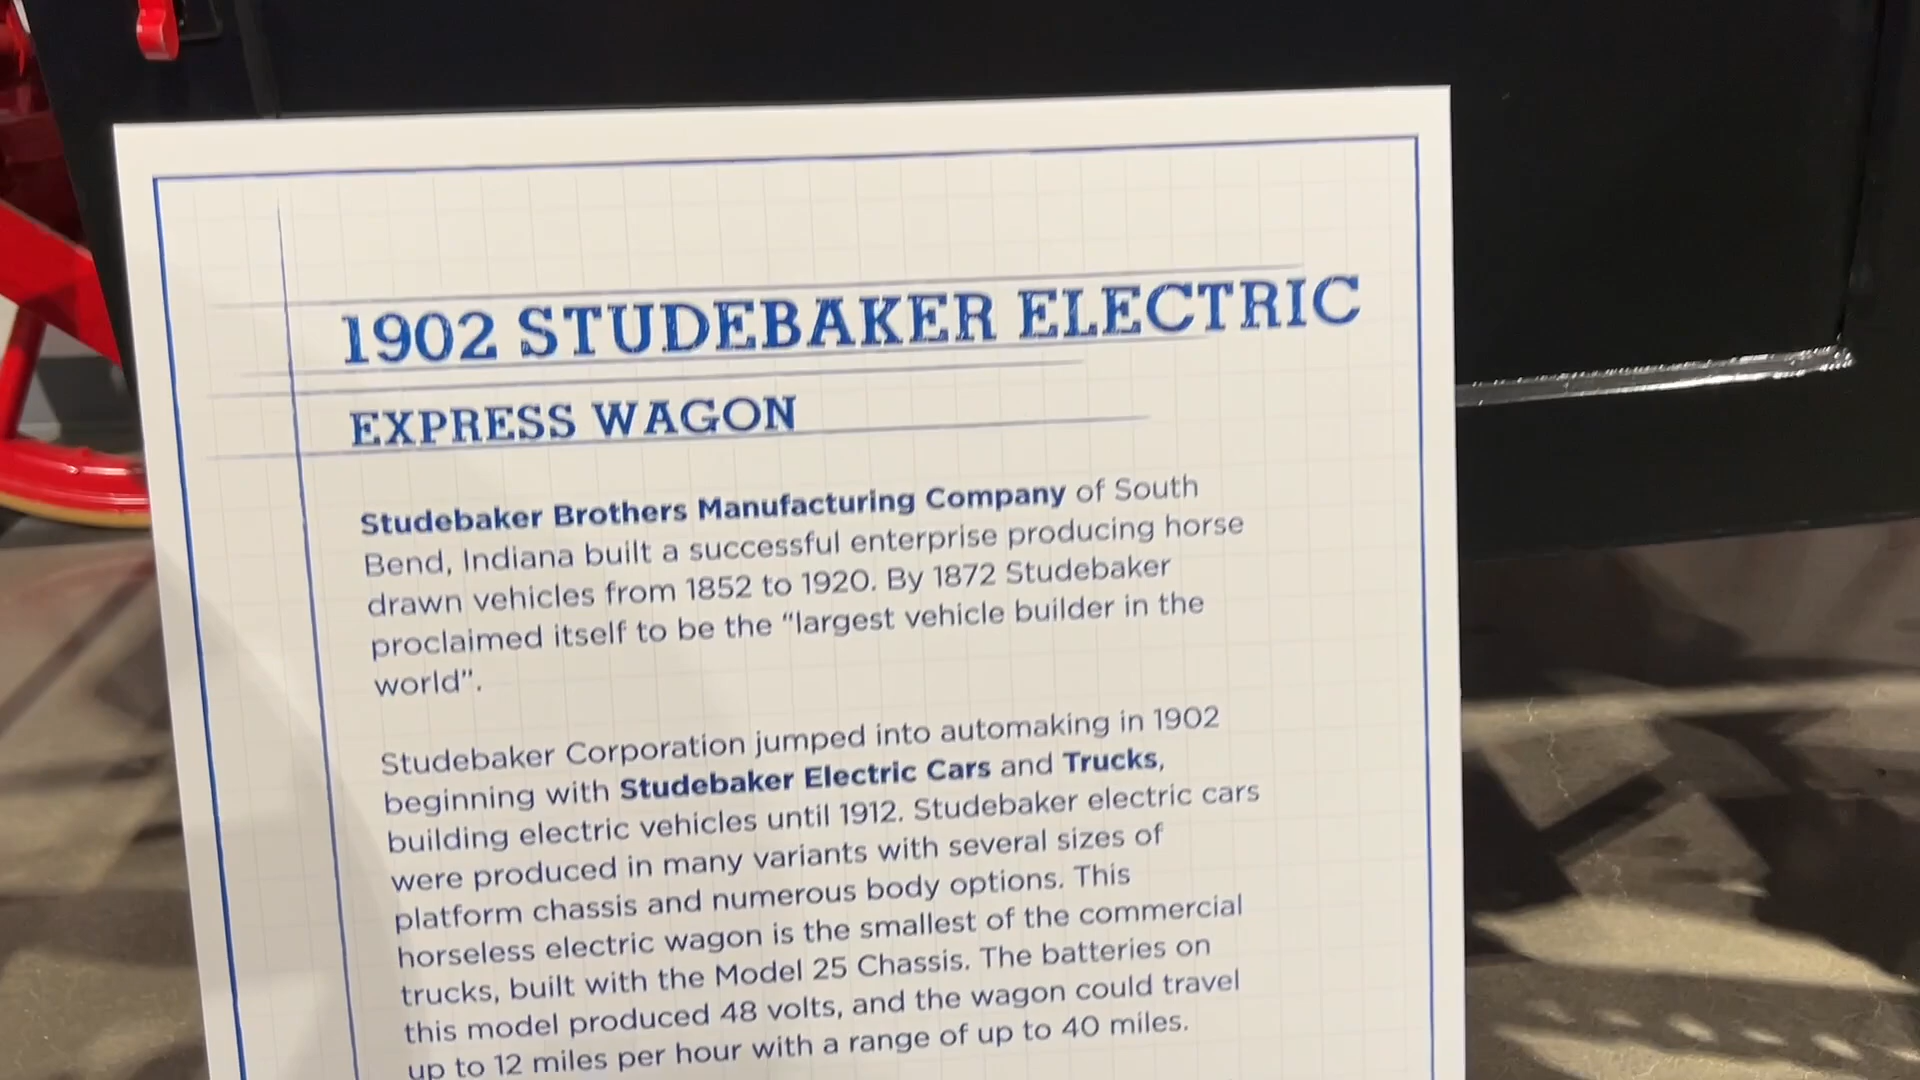 1902 STUDEBAKER ELECTRIC
EXPRESS WAGON
Studebaker Brothers Manufacturing Company of South
Bend, Indiana built a successful enterprise producing horse
drawn vehicles from 1852 to 1920. By 1872 Studebaker
proclaimed itself to be the “largest vehicle builder in the
world”.
Studebaker Corporation jumped into automaking in 1902
beginning with Studebaker Electric Cars and Trucks,
building electric vehicles until 1912. Studebaker electric cars
were produced in many variants with several sizes of
platform chassis and numerous body options. This
horseless electric wagon is the smallest of the commercial
trucks, built with the Model 25 Chassis. The batteries on
this model produced 48 volts, and the wagon could travel
up to 12 miles per hour with a range of up to 40 miles.